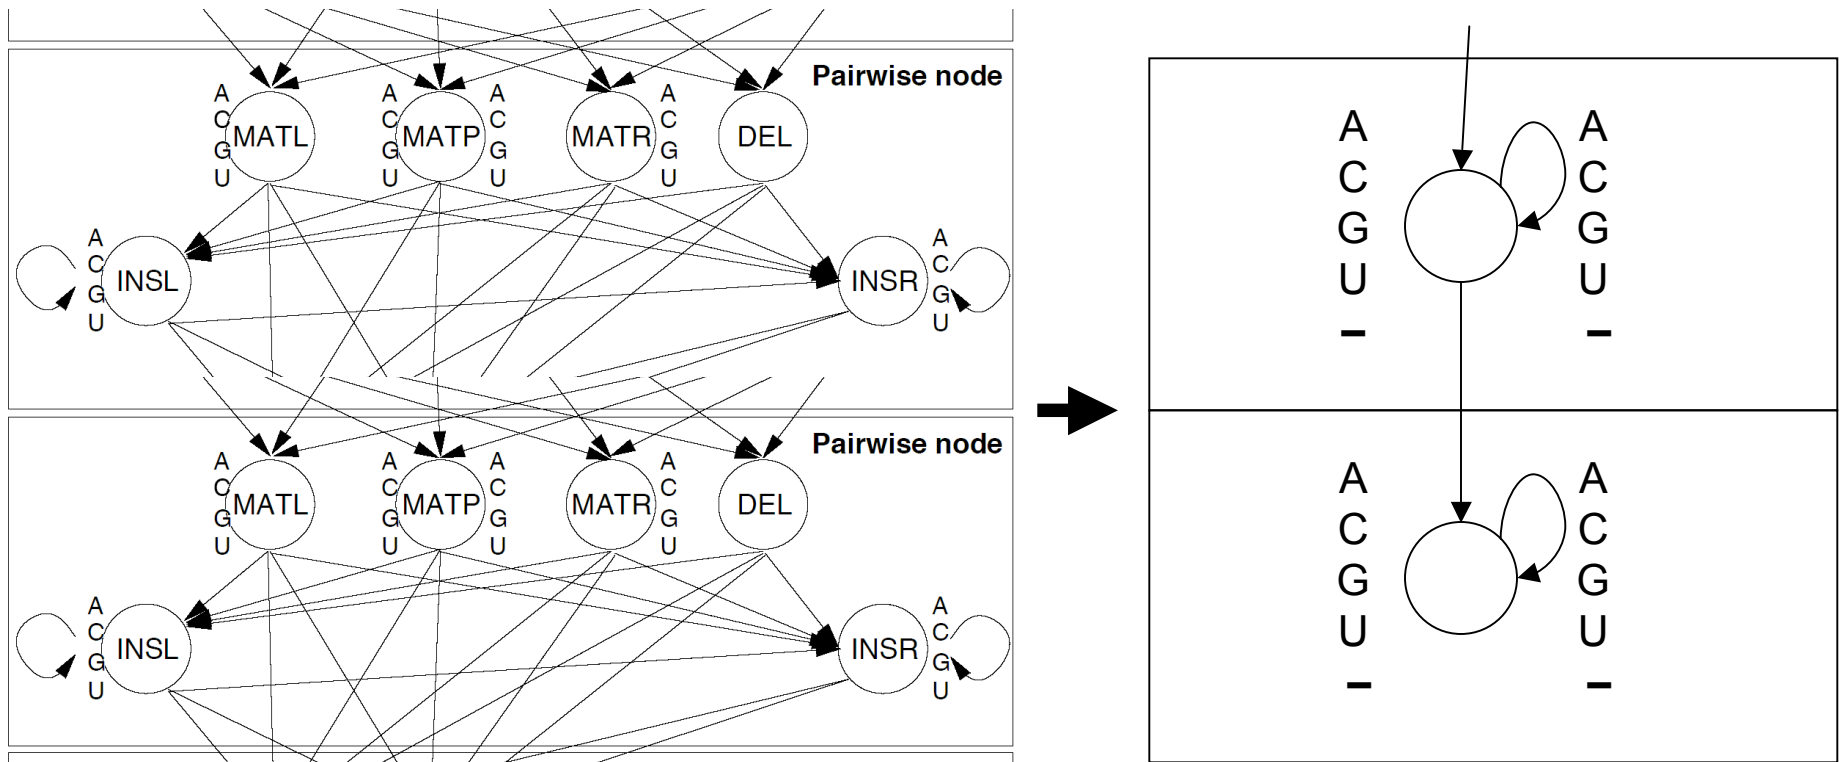 Pairwise node
A A A A
C C C C
MATL MATP MATR DEL
G G G G
U U U U
A A
C C
INSL INSR
G G
U U
Pairwise node
A A A A
C C C C
MATL MATP MATR DEL
G G G G
U U U U
A A
C C
INSL INSR
G G
U U
A A
C C
G G
U U
– –
A A
C C
G G
U U
– –